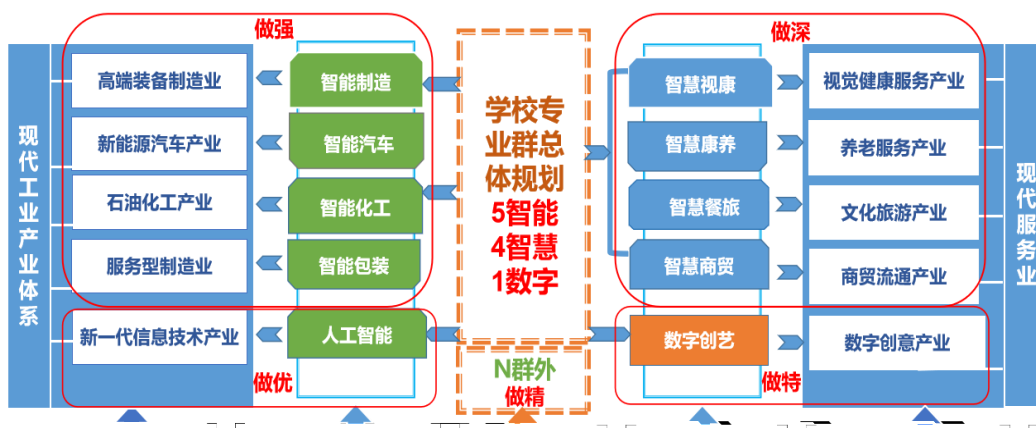 做强
做深
现代工业产业体系
高端装备制造业
智能制造
新能源汽车产业
智能汽车
石油化工产业
智能化工
服务型制造业
智能包装
新一代信息技术产业
人工智能
做优
学校专
业群总
体规划
5智能
4智慧
1数字
N群外
做精
智慧视康
视觉健康服务产业
智慧康养
养老服务产业
智慧餐旅
文化旅游产业
智慧商贸
商贸流通产业
数字创艺
数字创意产业
做特
现代服务业